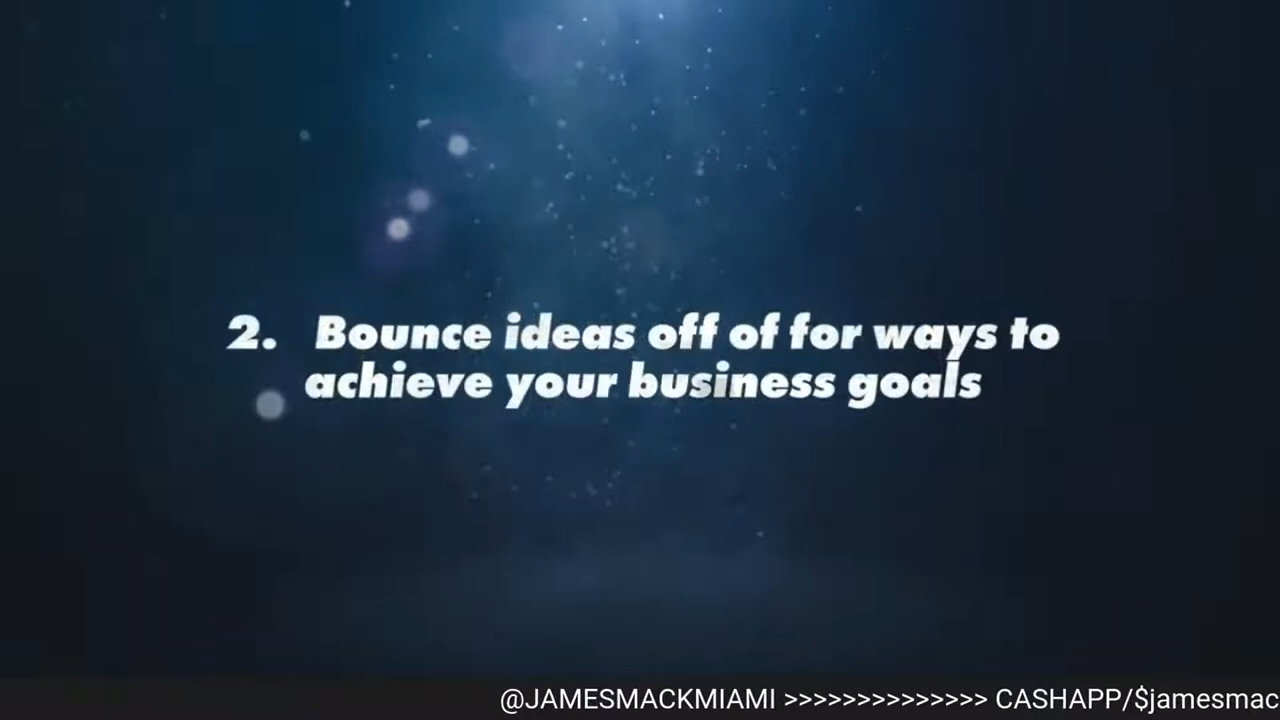 2. Bounce ideas off of for ways to
achieve your business goals
@JAMESMACKMIAMI >>>>>>>>>>>>>> CASHAPP/$jamesmac